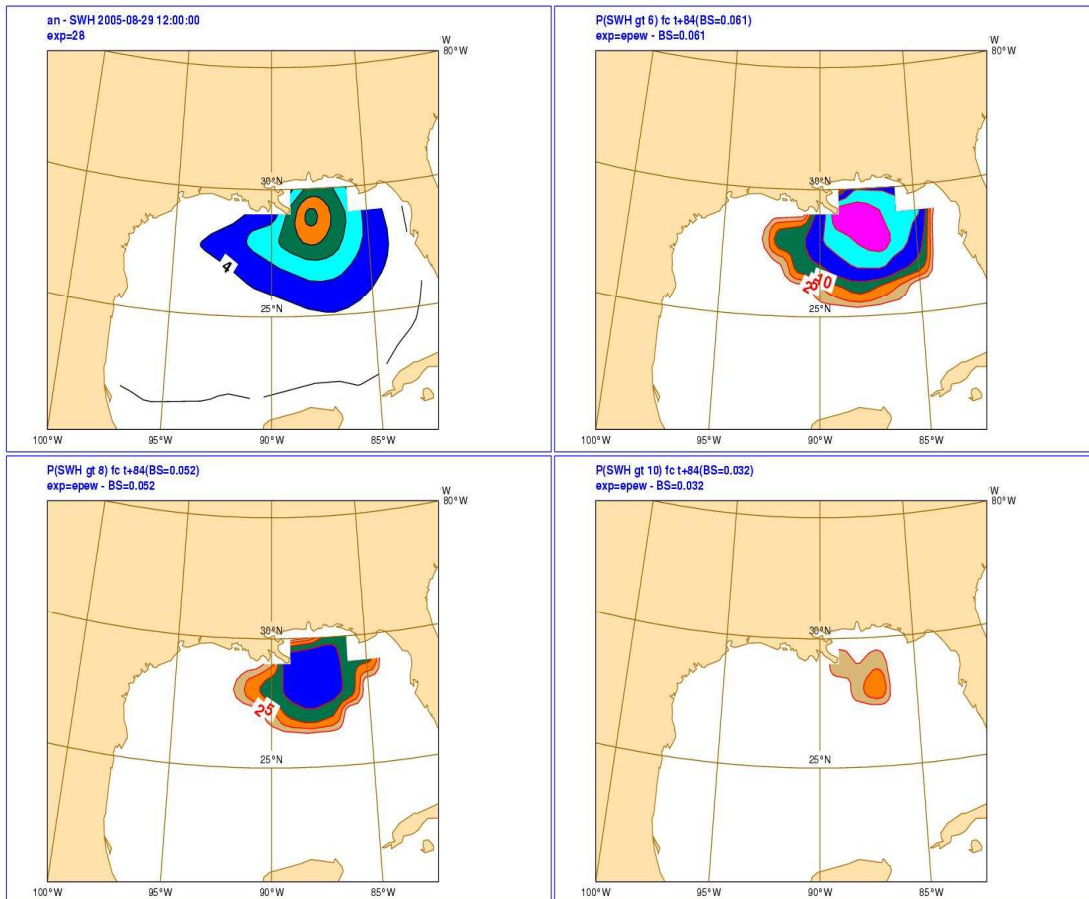 an - SWH 2005-08-29 12:00:00
exp=28
W
80°W
30°N
4
25°N
100°W 95°W 90°W 85°W
P(SWH gt 6) fc t+84(BS=0.061)
exp=epew - BS=0.061
W
80°W
30°N
10
25°N
100°W 95°W 90°W 85°W
P(SWH gt 8) fc t+84(BS=0.052)
exp=epew - BS=0.052
W
80°W
30°N
25
25°N
100°W 95°W 90°W 85°W
P(SWH gt 10) fc t+84(BS=0.032)
exp=epew - BS=0.032
W
80°W
30°N
25°N
100°W 95°W 90°W 85°W